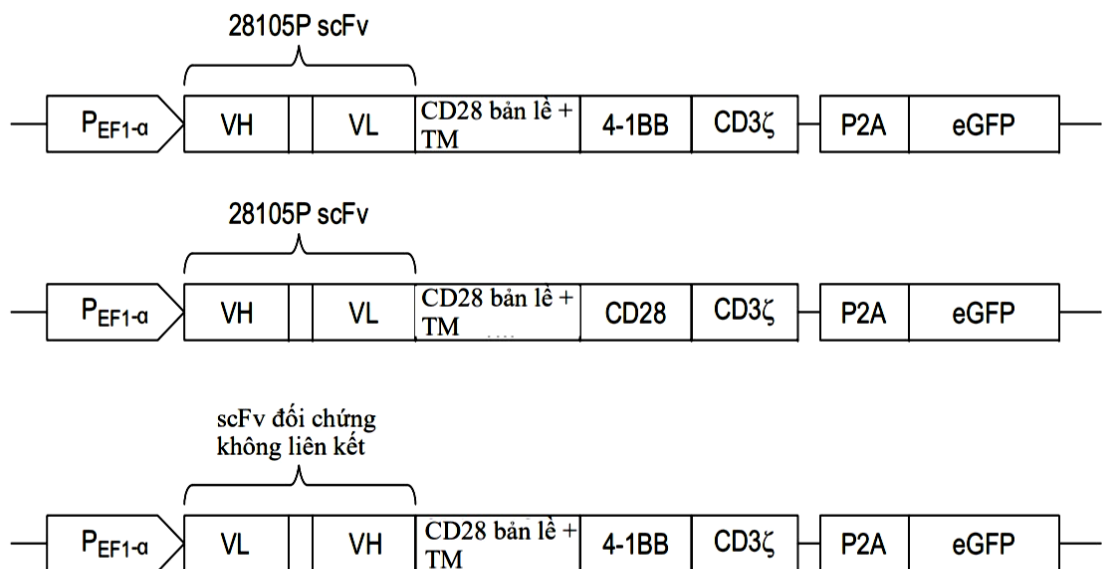 28105P scFv
PEF1-α VH VL CD28 bản lề + TM 4-1BB CD3ζ P2A eGFP
28105P scFv
PEF1-α VH VL CD28 bản lề + TM CD28 CD3ζ P2A eGFP
scFv đối chứng
không liên kết
PEF1-α VL VH CD28 bản lề + TM 4-1BB CD3ζ P2A eGFP